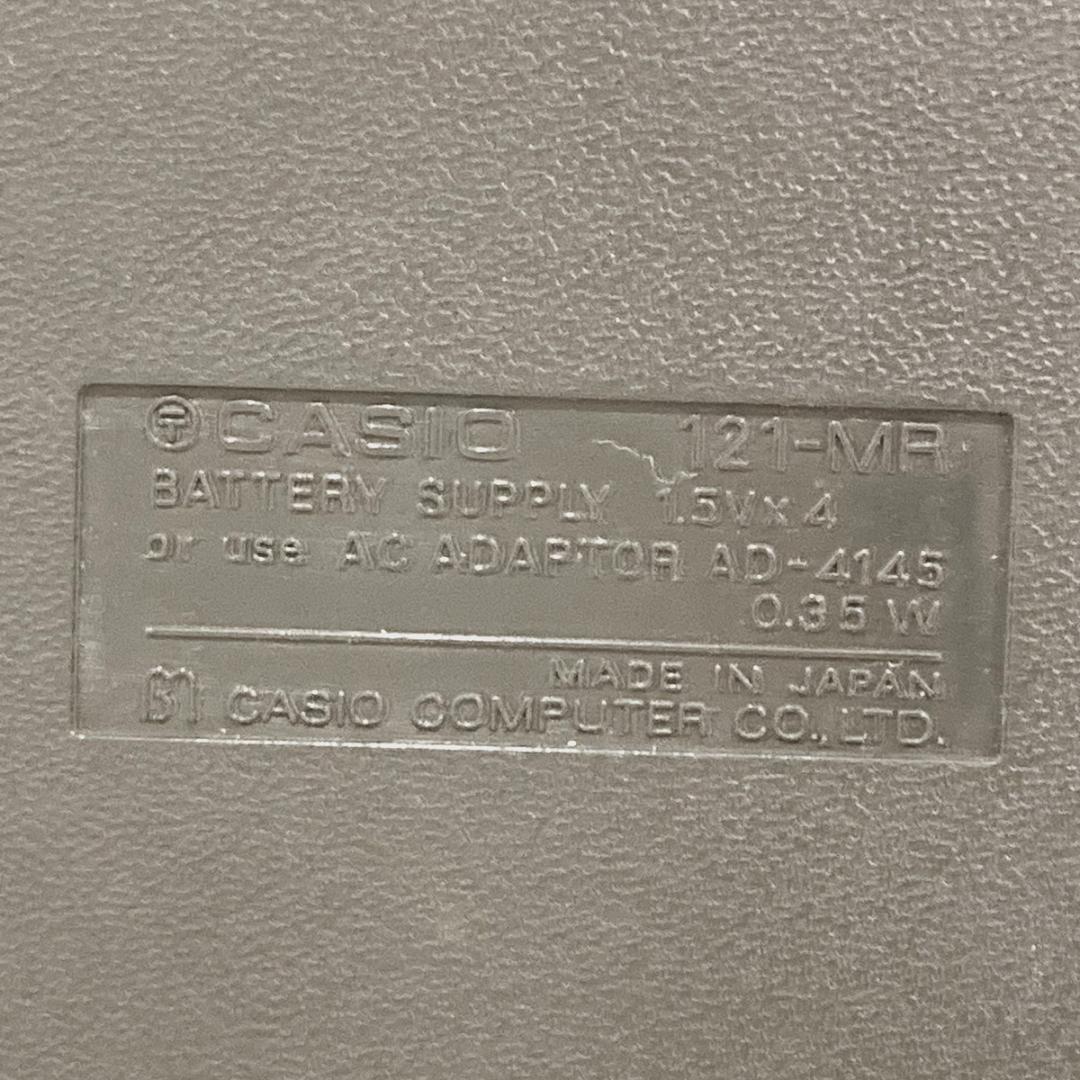 Ⓣ CASIO 121-MR
BATTERY SUPPLY 1.5V×4
or use AC ADAPTOR AD-4145
0.35W
MADE IN JAPAN
CASIO COMPUTER CO., LTD.